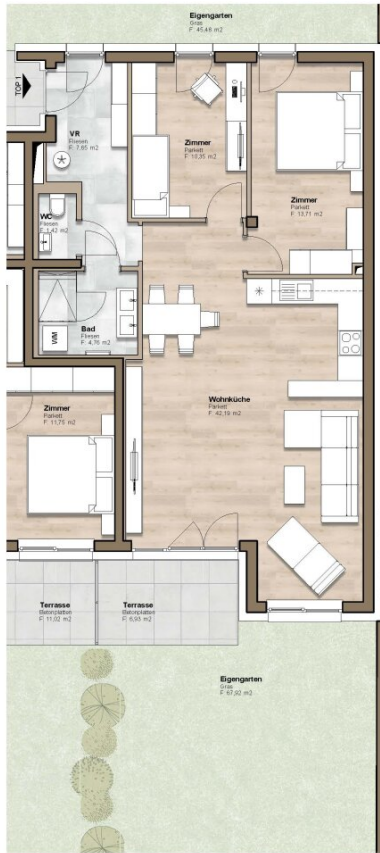 Eigengarten
Gras
F: 45,48 m2
TOP 1
VR
Fliesen
F: 7,65 m2
Zimmer
Parkett
F: 10,35 m2
Zimmer
Parkett
F: 13,71 m2
WC
Fliesen
F: 1,42 m2
Bad
Fliesen
F: 4,76 m2
WM
Wohnküche
Parkett
F: 42,10 m2
Zimmer
Parkett
F: 11,75 m2
Terrasse
Betonplatten
F: 11,02 m2
Terrasse
Betonplatten
F: 6,93 m2
Eigengarten
Gras
F: 67,92 m2